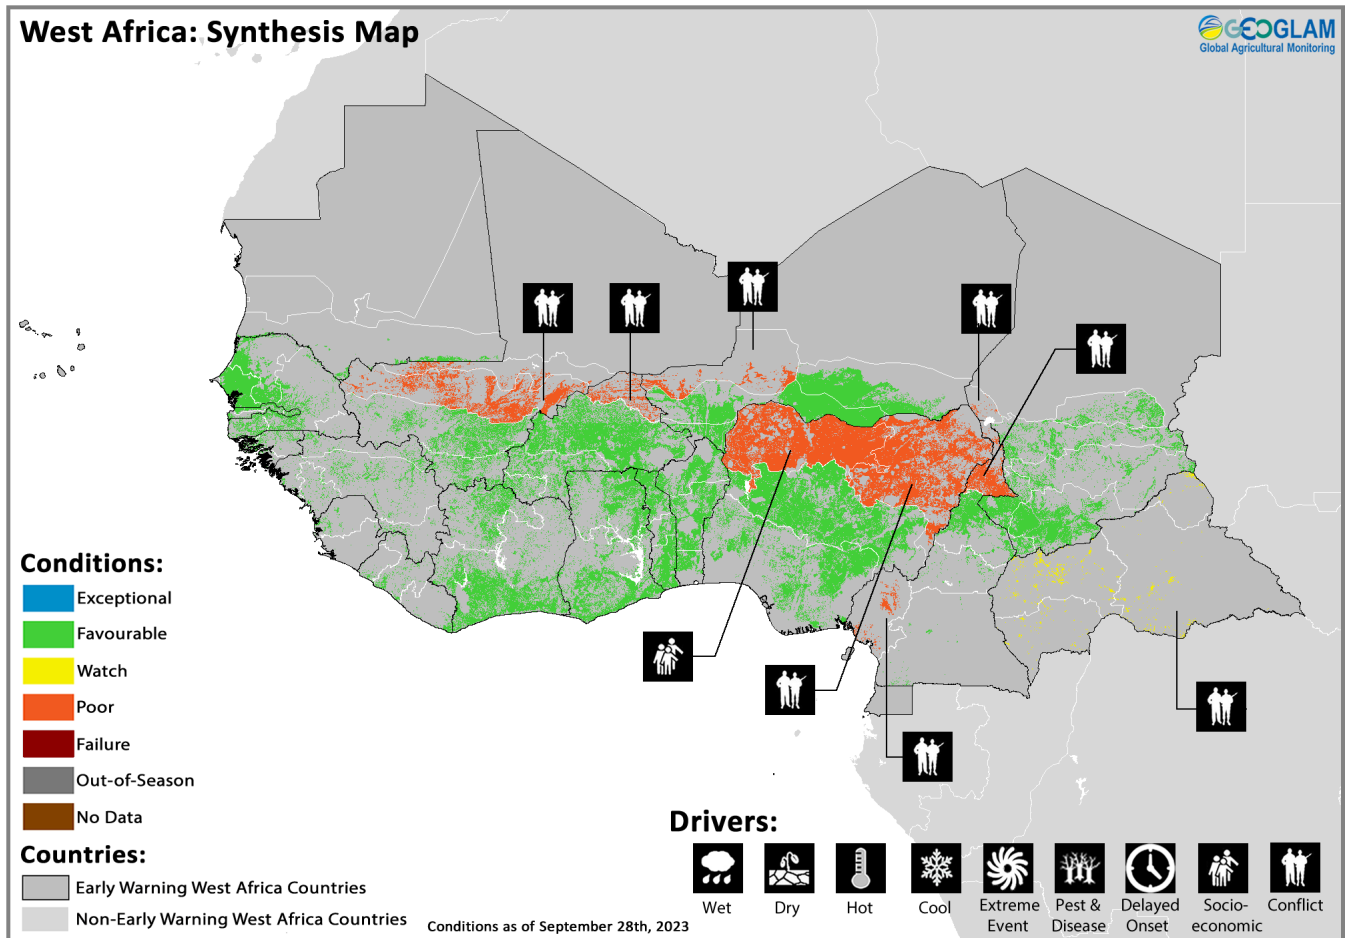 West Africa: Synthesis Map
GEOGLAM
Global Agricultural Monitoring
Conditions:
Exceptional
Favourable
Watch
Poor
Failure
Out-of-Season
No Data
Countries:
Early Warning West Africa Countries
Non-Early Warning West Africa Countries
Conditions as of September 28th, 2023
Drivers:
Wet
Dry
Hot
Cool
Extreme
Event
Pest &
Disease
Delayed
Onset
Socio-
economic
Conflict